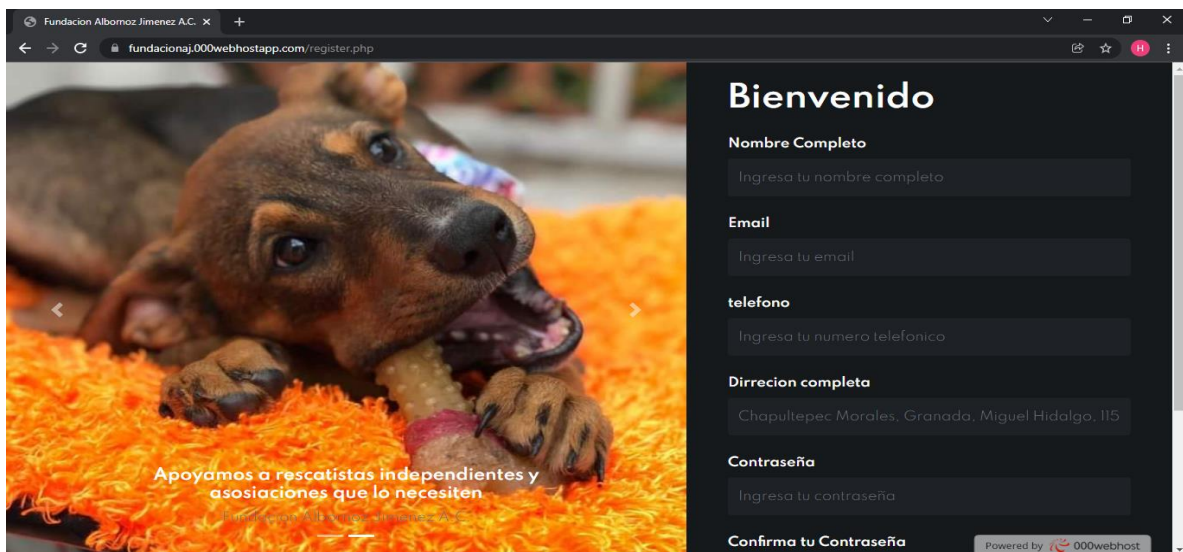 Fundacion Albornoz Jimenez A.C.
fundacionaj.000webhostapp.com/register.php
H
Bienvenido
Nombre Completo
Ingresa tu nombre completo
Email
Ingresa tu email
telefono
Ingresa tu numero telefonico
Dirrecion completa
Chapultepec Morales, Granada, Miguel Hidalgo, 115
Contraseña
Ingresa tu contraseña
Confirma tu Contraseña
Apoyamos a rescatistas independientes y
asosiaciones que lo necesiten
Fundacion Albornoz Jimenez A.C.
Powered by 000webhost